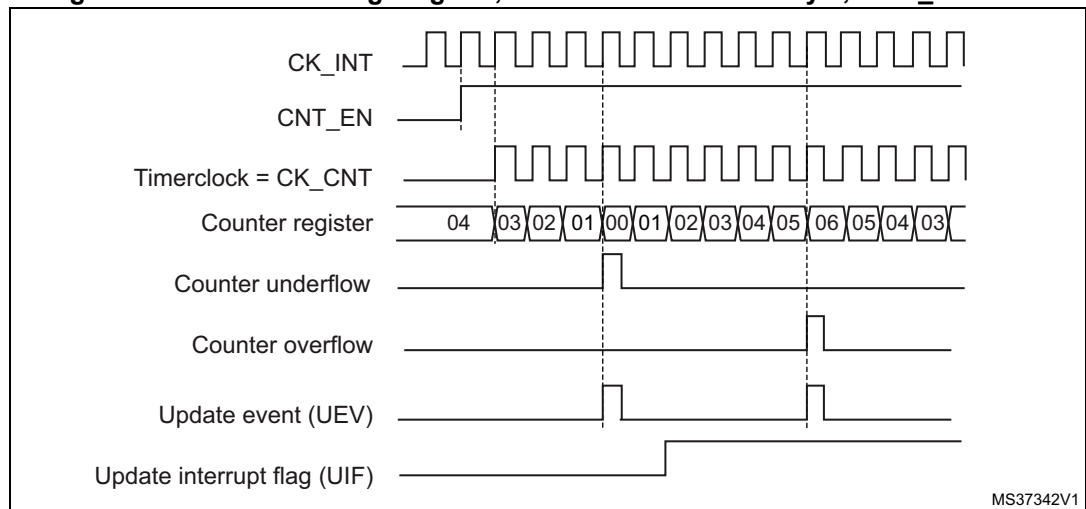 CK_INT
CNT_EN
Timerclock = CK_CNT
Counter register 04 03 02 01 00 01 02 03 04 05 06 05 04 03
Counter underflow
Counter overflow
Update event (UEV)
Update interrupt flag (UIF)
MS37342V1